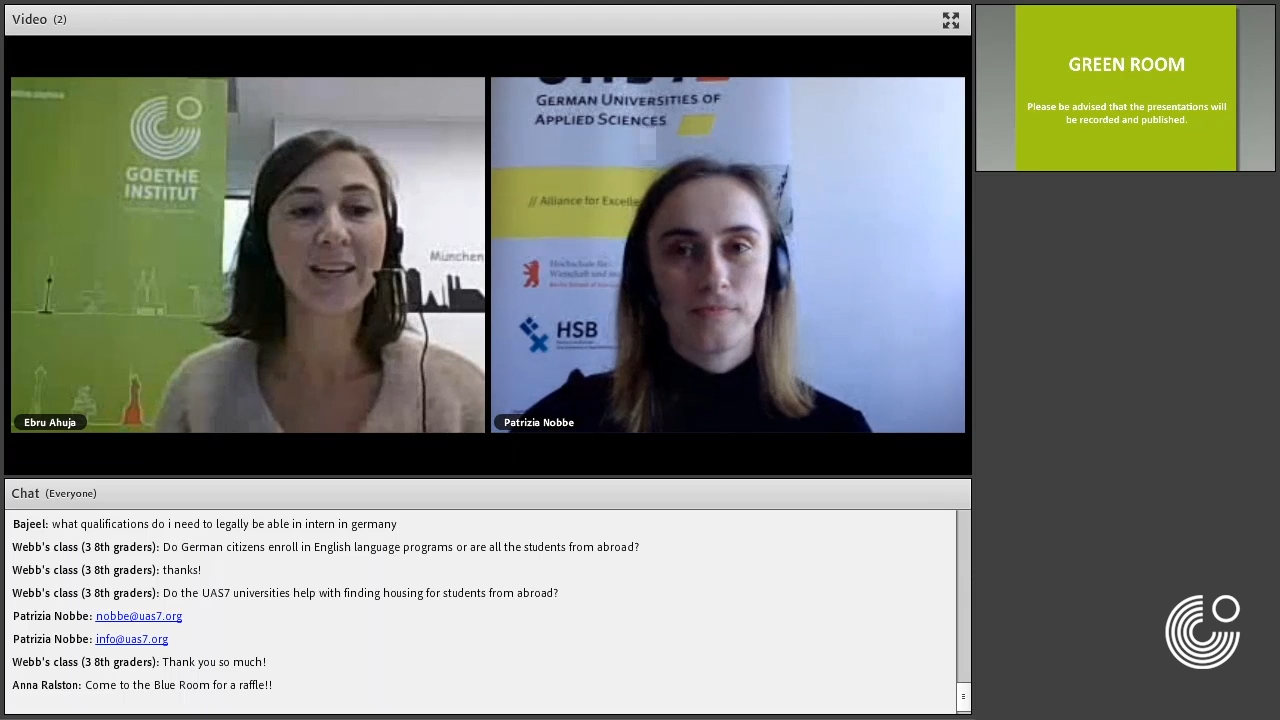 Video (2)
GOETHE
INSTITUT
München
Ebru Ahuja
GERMAN UNIVERSITIES OF
APPLIED SCIENCES
// Alliance for Excelle
Hochschule für
HSB
Patrizia Nobbe
GREEN ROOM
Please be advised that the presentations will
be recorded and published.
Chat (Everyone)
Bajeel: what qualifications do i need to legally be able in intern in germany
Webb's class (3 8th graders): Do German citizens enroll in English language programs or are all the students from abroad?
Webb's class (3 8th graders): thanks!
Webb's class (3 8th graders): Do the UAS7 universities help with finding housing for students from abroad?
Patrizia Nobbe: nobbe@uas7.org
Patrizia Nobbe: info@uas7.org
Webb's class (3 8th graders): Thank you so much!
Anna Ralston: Come to the Blue Room for a raffle!!